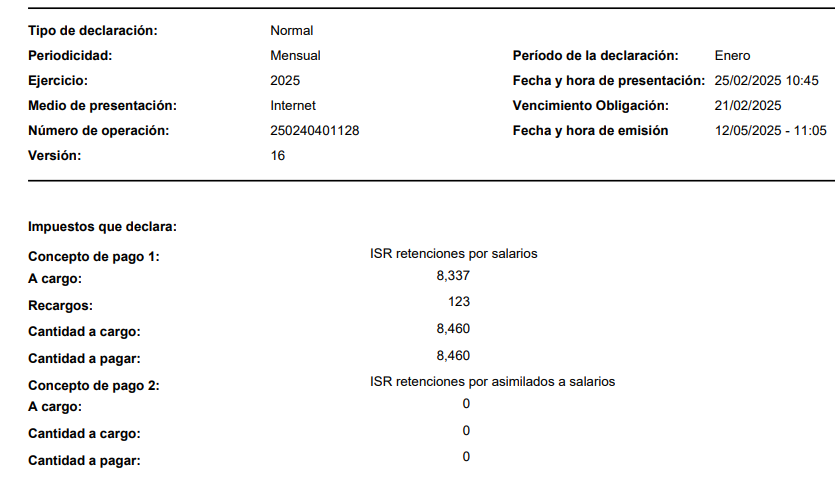 Tipo de declaración: Normal
Periodicidad: Mensual Período de la declaración: Enero
Ejercicio: 2025 Fecha y hora de presentación: 25/02/2025 10:45
Medio de presentación: Internet Vencimiento Obligación: 21/02/2025
Número de operación: 250240401128 Fecha y hora de emisión 12/05/2025 - 11:05
Versión: 16
Impuestos que declara:
Concepto de pago 1: ISR retenciones por salarios
A cargo: 8,337
Recargos: 123
Cantidad a cargo: 8,460
Cantidad a pagar: 8,460
Concepto de pago 2: ISR retenciones por asimilados a salarios
A cargo: 0
Cantidad a cargo: 0
Cantidad a pagar: 0